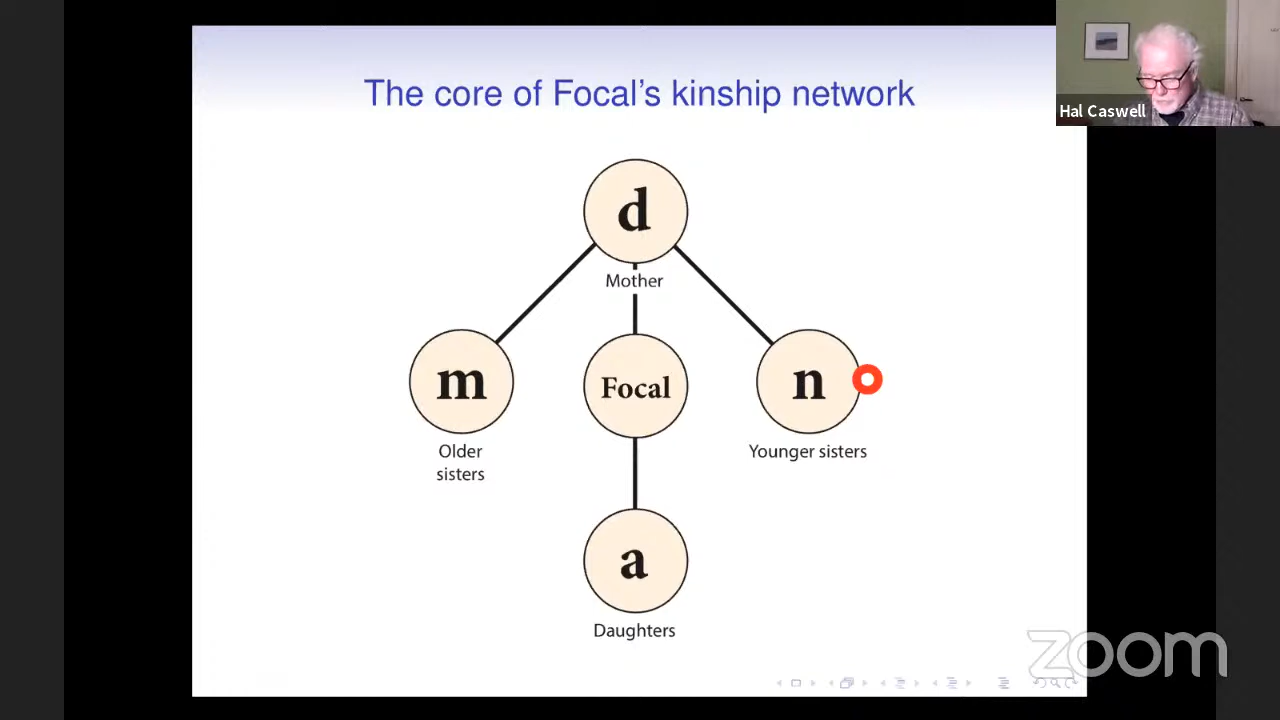 The core of Focal's kinship network
Hal Caswell
d
Mother
m
Focal
n
Older
sisters
Younger sisters
a
Daughters
zoom